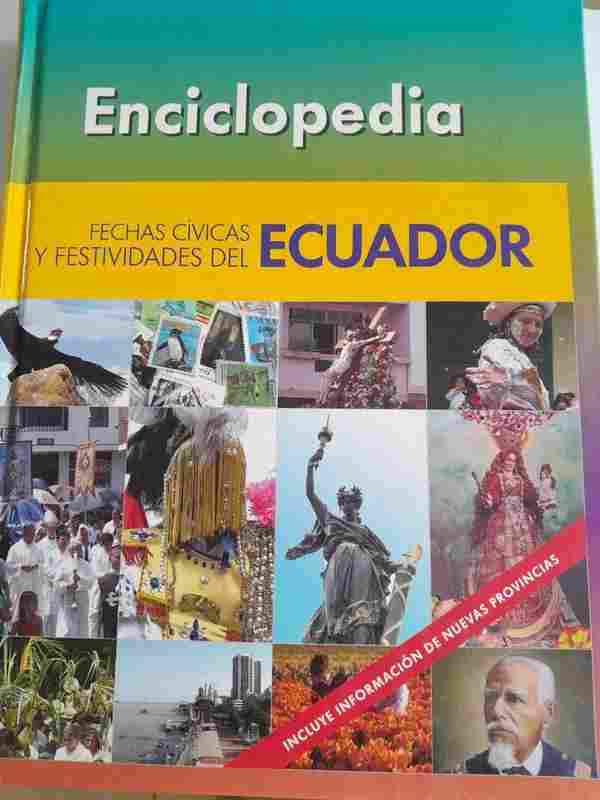 Enciclopedia
FECHAS CÍVICAS
Y FESTIVIDADES DEL ECUADOR
INCLUYE INFORMACIÓN DE NUEVAS PROVINCIAS